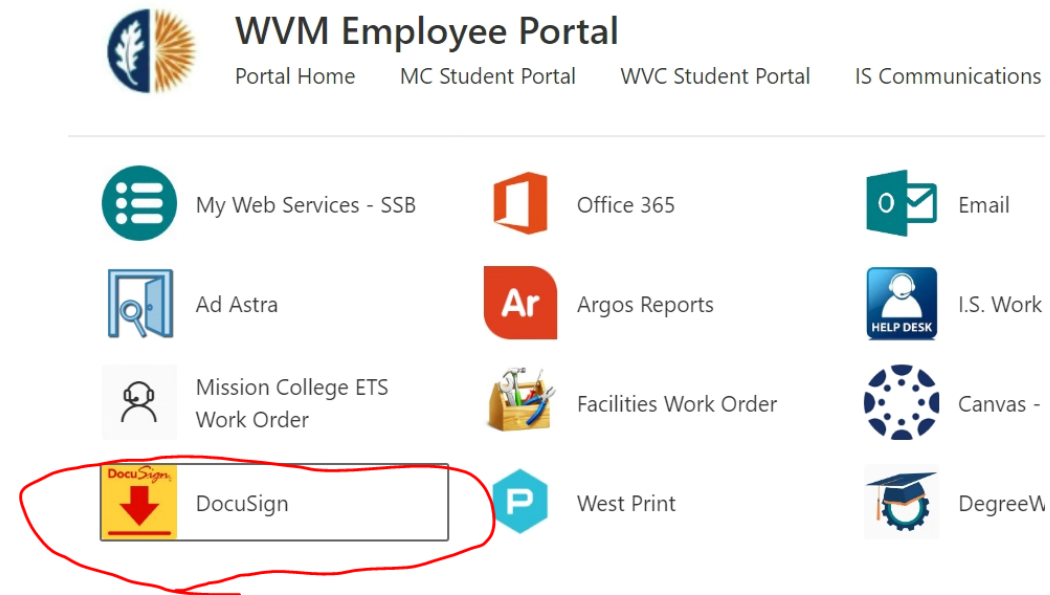 WVM Employee Portal
Portal Home MC Student Portal WVC Student Portal IS Communications
My Web Services - SSB
Office 365
O
Email
Ad Astra
Ar
Argos Reports
HELP DESK
I.S. Work
Mission College ETS
Work Order
Facilities Work Order
Canvas -
DocuSign
DocuSign
P
West Print
DegreeW